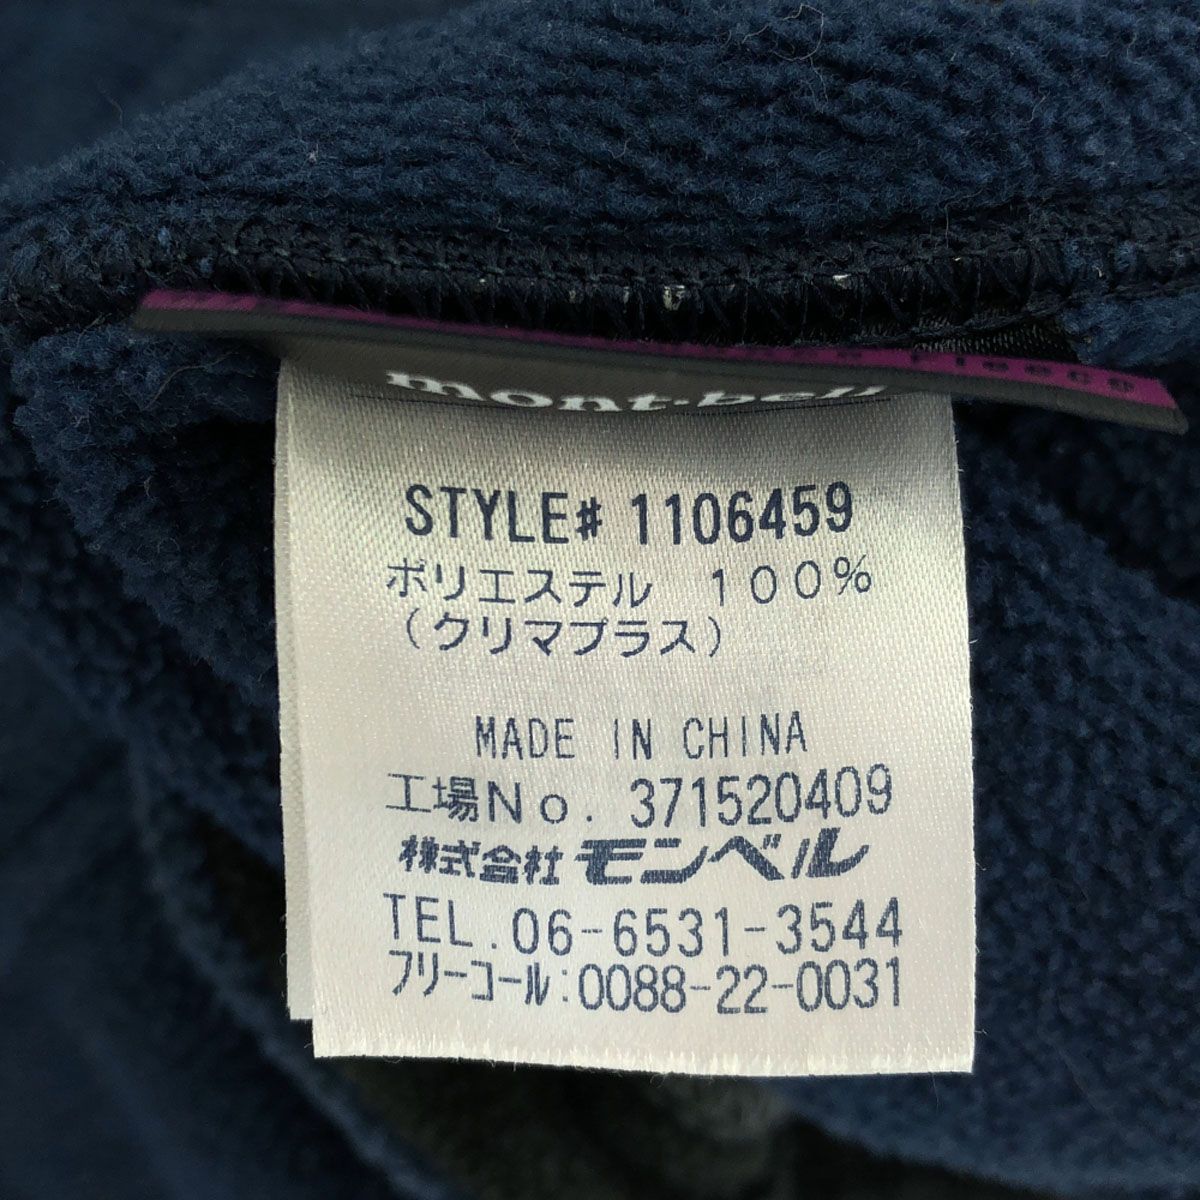 mont-bell
STYLE# 1106459
ポリエステル 100%
(クリマプラス)
MADE IN CHINA
工場No. 371520409
株式会社モンベル
TEL.06-6531-3544
フリーコール:0088-22-0031